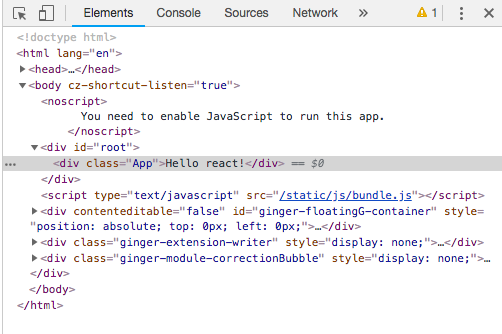 Elements Console Sources Network » 1
<!doctype html>
<html lang="en">
<head>…</head>
<body cz-shortcut-listen="true">
<noscript>
You need to enable JavaScript to run this app.
</noscript>
<div id="root">
… <div class="App">Hello react!</div> == $0
</div>
<script type="text/javascript" src="/static/js/bundle.js"></script>
<div contenteditable="false" id="ginger-floatingG-container" style=
"position: absolute; top: 0px; left: 0px;">…</div>
<div class="ginger-extension-writer" style="display: none;">…</div>
<div class="ginger-module-correctionBubble" style="display: none;">…
</div>
</body>
</html>